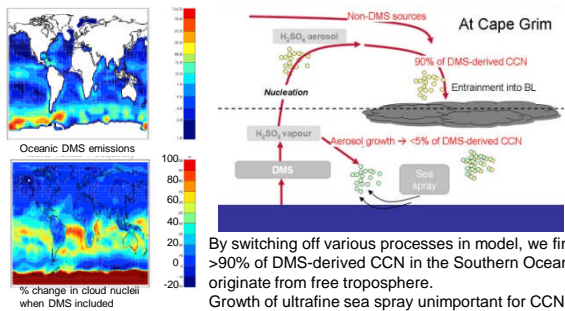 Oceanic DMS emissions
100
80
60
40
20
0
-20
% change in cloud nucleii
when DMS included
At Cape Grim
Non-DMS sources
H₂SO₄ aerosol
90% of DMS-derived CCN
Nucleation
Entrainment into BL
H₂SO₄ vapour
Aerosol growth → <5% of DMS-derived CCN
DMS
Sea
spray
By switching off various processes in model, we fin
>90% of DMS-derived CCN in the Southern Ocean
originate from free troposphere.
Growth of ultrafine sea spray unimportant for CCN